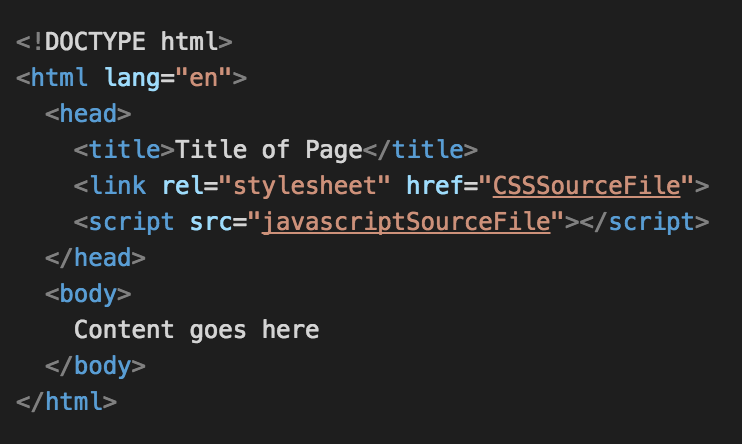 <!DOCTYPE html>
<html lang="en">
  <head>
    <title>Title of Page</title>
    <link rel="stylesheet" href="CSSSourceFile">
    <script src="javascriptSourceFile"></script>
  </head>
  <body>
    Content goes here
  </body>
</html>